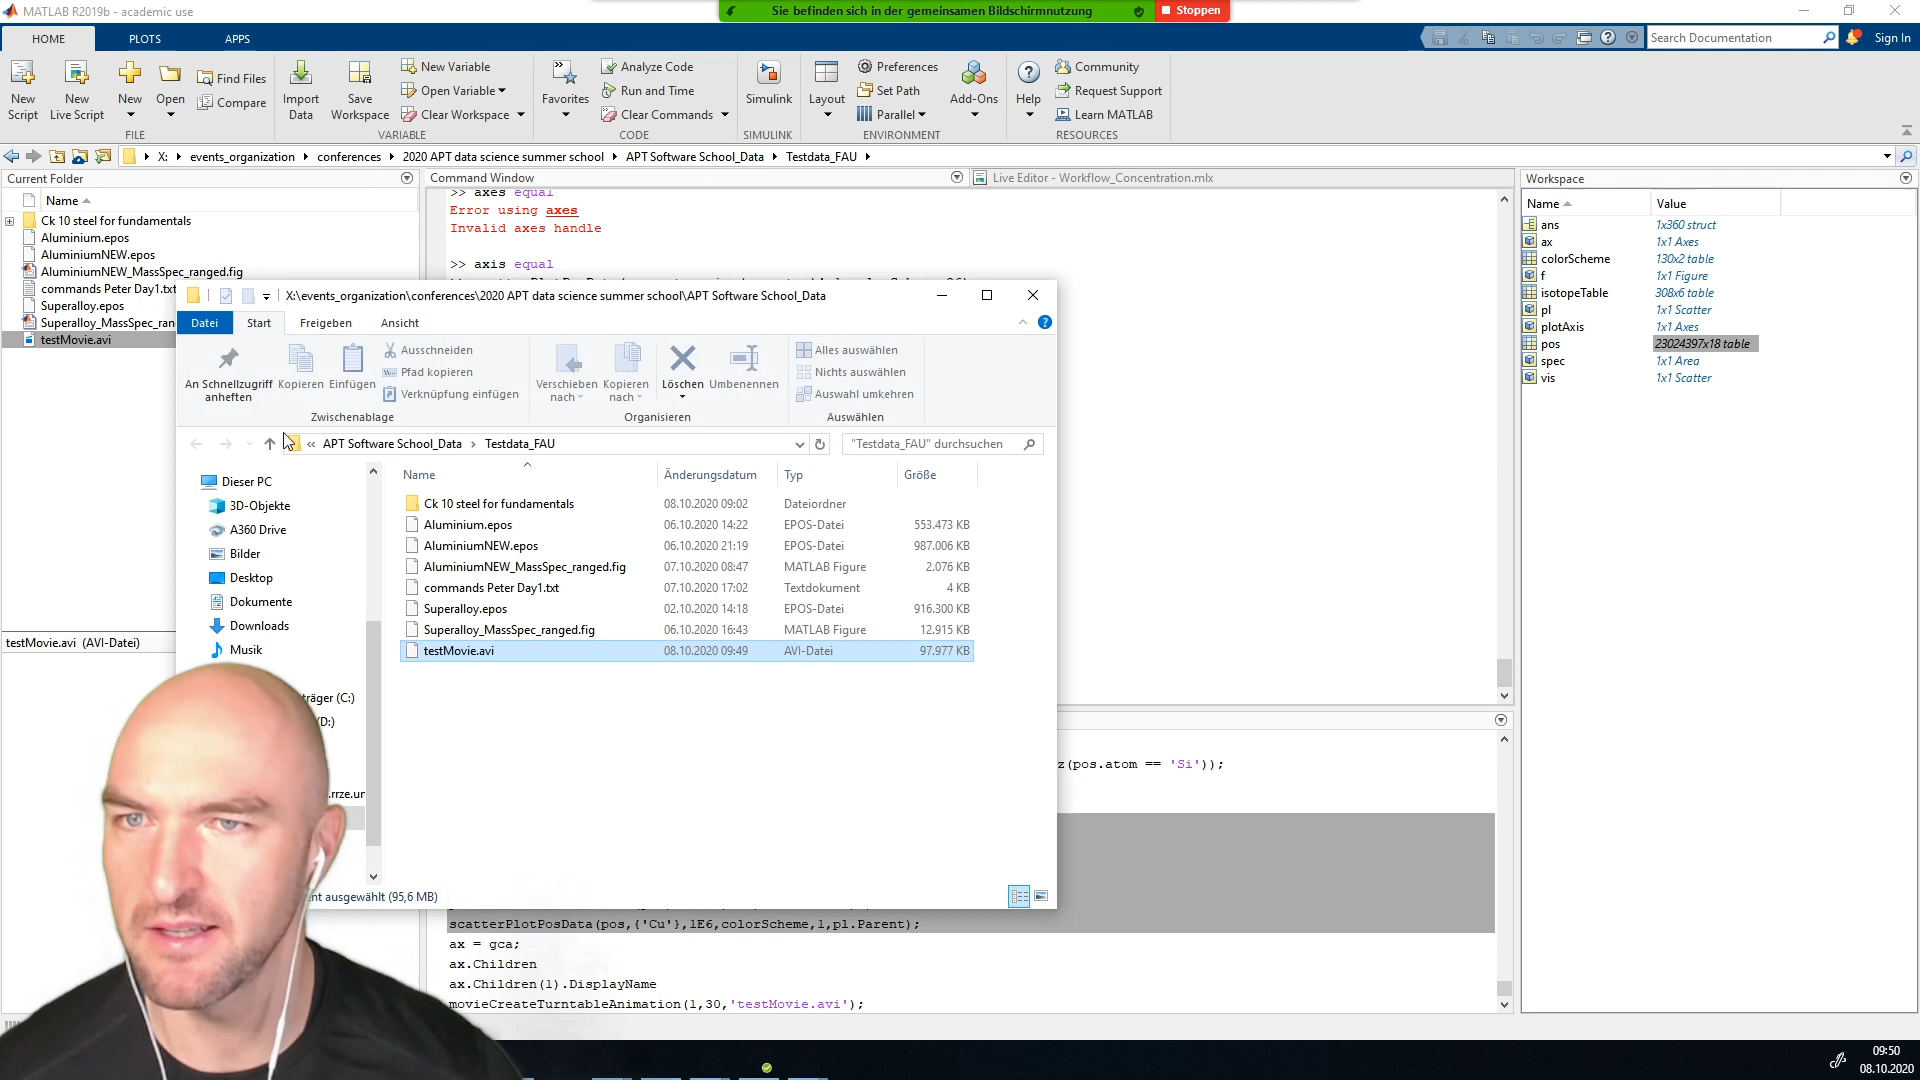 MATLAB R2019b - academic use
Sie befinden sich in der gemeinsamen Bildschirmnutzung
Stoppen
HOME PLOTS APPS
Search Documentation
Sign In
New Script
New Live Script
New
Open
Find Files
Compare
FILE
Import Data
Save Workspace
New Variable
Open Variable
Clear Workspace
VARIABLE
Favorites
Analyze Code
Run and Time
Clear Commands
CODE
Simulink
SIMULINK
Layout
Preferences
Set Path
Parallel
ENVIRONMENT
Add-Ons
Help
Community
Request Support
Learn MATLAB
RESOURCES
X: events_organization conferences 2020 APT data science summer school APT Software School_Data Testdata_FAU
Current Folder
Name
Ck 10 steel for fundamentals
Aluminium.epos
AluminiumNEW.epos
AluminiumNEW_MassSpec_ranged.fig
commands Peter Day1.txt
Superalloy.epos
Superalloy_MassSpec_ran
testMovie.avi
testMovie.avi (AVI-Datei)
Command Window
Live Editor - Workflow_Concentration.mlx
>> axes equal
Error using axes
Invalid axes handle
>> axis equal
X:\events_organization\conferences\2020 APT data science summer school\APT Software School_Data
Datei Start Freigeben Ansicht
An Schnellzugriff anheften
Kopieren
Einfügen
Ausschneiden
Pfad kopieren
Verknüpfung einfügen
Zwischenablage
Verschieben nach
Kopieren nach
Löschen
Umbenennen
Organisieren
Alles auswählen
Nichts auswählen
Auswahl umkehren
Auswählen
« APT Software School_Data Testdata_FAU
"Testdata_FAU" durchsuchen
Dieser PC
3D-Objekte
A360 Drive
Bilder
Desktop
Dokumente
Downloads
Musik
träger (C:)
(D:)
.rrze.ur
Name Änderungsdatum Typ Größe
Ck 10 steel for fundamentals 08.10.2020 09:02 Dateiordner
Aluminium.epos 06.10.2020 14:22 EPOS-Datei 553.473 KB
AluminiumNEW.epos 06.10.2020 21:19 EPOS-Datei 987.006 KB
AluminiumNEW_MassSpec_ranged.fig 07.10.2020 08:47 MATLAB Figure 2.076 KB
commands Peter Day1.txt 07.10.2020 17:02 Textdokument 4 KB
Superalloy.epos 02.10.2020 14:18 EPOS-Datei 916.300 KB
Superalloy_MassSpec_ranged.fig 06.10.2020 16:43 MATLAB Figure 12.915 KB
testMovie.avi 08.10.2020 09:49 AVI-Datei 97.977 KB
ent ausgewählt (95,6 MB)
z(pos.atom == 'Si'));
scatterPlotPosData(pos,{'Cu'},1E6,colorScheme,1,pl.Parent);
ax = gca;
ax.Children
ax.Children(1).DisplayName
movieCreateTurntableAnimation(1,30,'testMovie.avi');
Workspace
Name Value
ans 1x360 struct
ax 1x1 Axes
colorScheme 130x2 table
f 1x1 Figure
isotopeTable 308x6 table
pl 1x1 Scatter
plotAxis 1x1 Axes
pos 23024397x18 table
spec 1x1 Area
vis 1x1 Scatter
09:50
08.10.2020